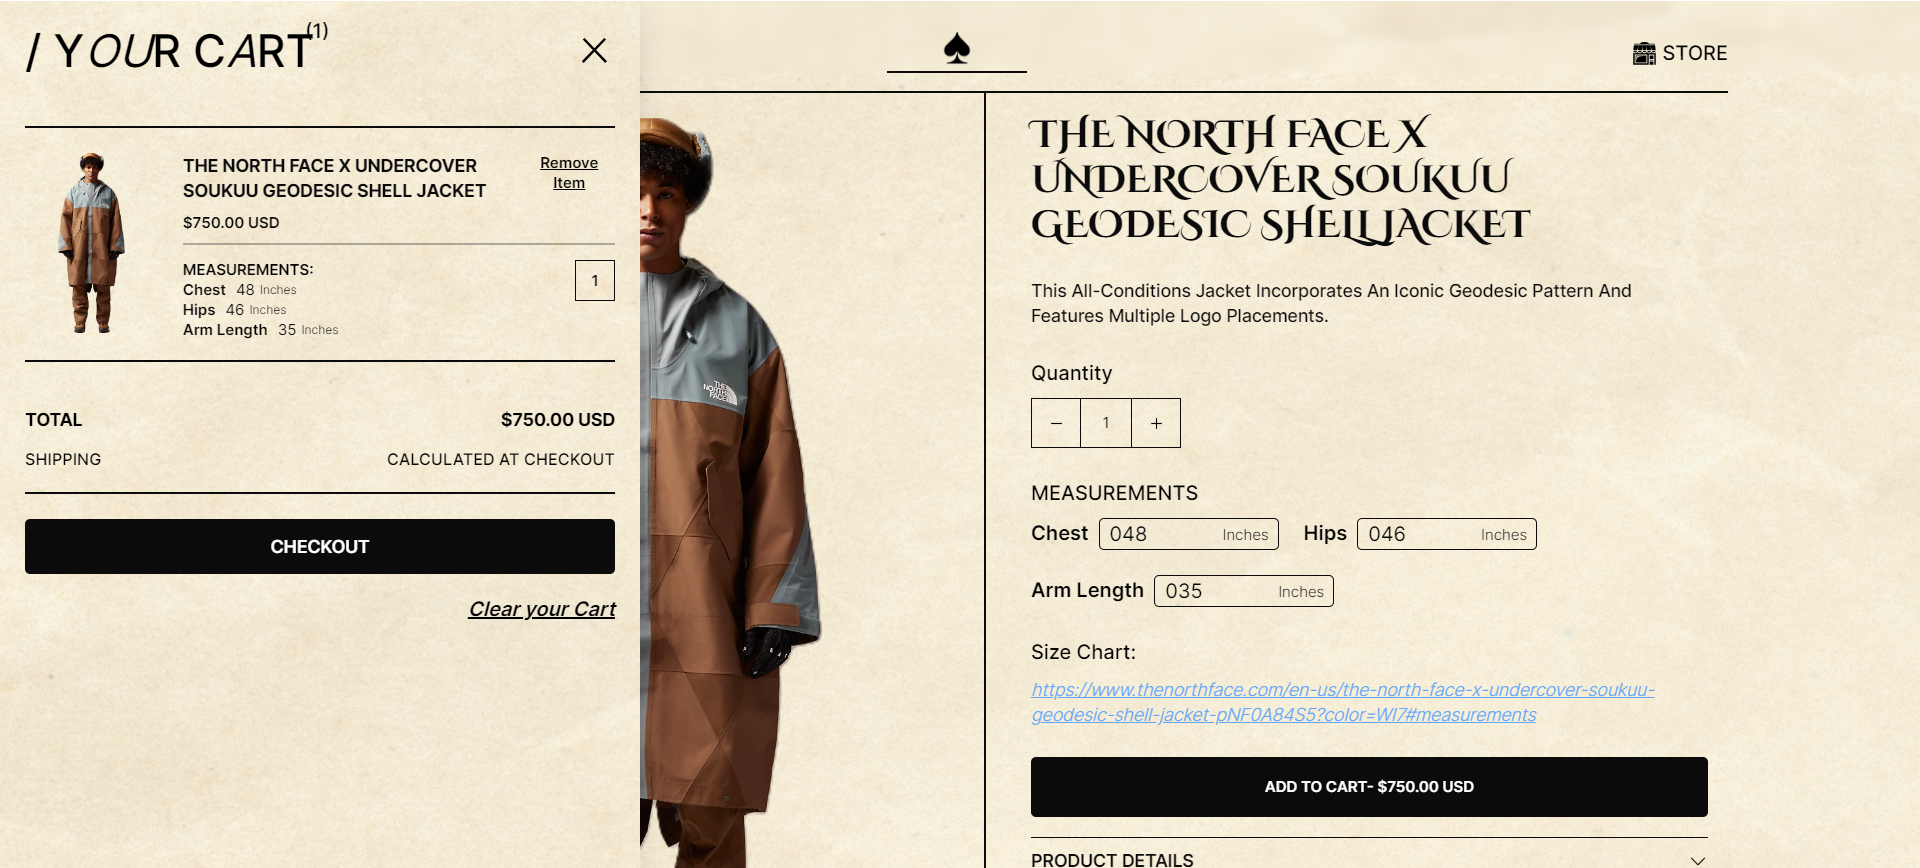 / YOUR CART (1)
THE NORTH FACE X UNDERCOVER
SOUKUU GEODESIC SHELL JACKET
Remove
Item
$750.00 USD
MEASUREMENTS:
Chest 48 Inches
Hips 46 Inches
Arm Length 35 Inches
1
TOTAL $750.00 USD
SHIPPING CALCULATED AT CHECKOUT
CHECKOUT
Clear your Cart
STORE
THE NORTH FACE
THE NORTH FACE X
UNDERCOVER SOUKUU
GEODESIC SHELL JACKET
This All-Conditions Jacket Incorporates An Iconic Geodesic Pattern And
Features Multiple Logo Placements.
Quantity
− 1 +
MEASUREMENTS
Chest 048 Inches Hips 046 Inches
Arm Length 035 Inches
Size Chart:
https://www.thenorthface.com/en-us/the-north-face-x-undercover-soukuu-
geodesic-shell-jacket-pNF0A84S5?color=WI7#measurements
ADD TO CART- $750.00 USD
PRODUCT DETAILS